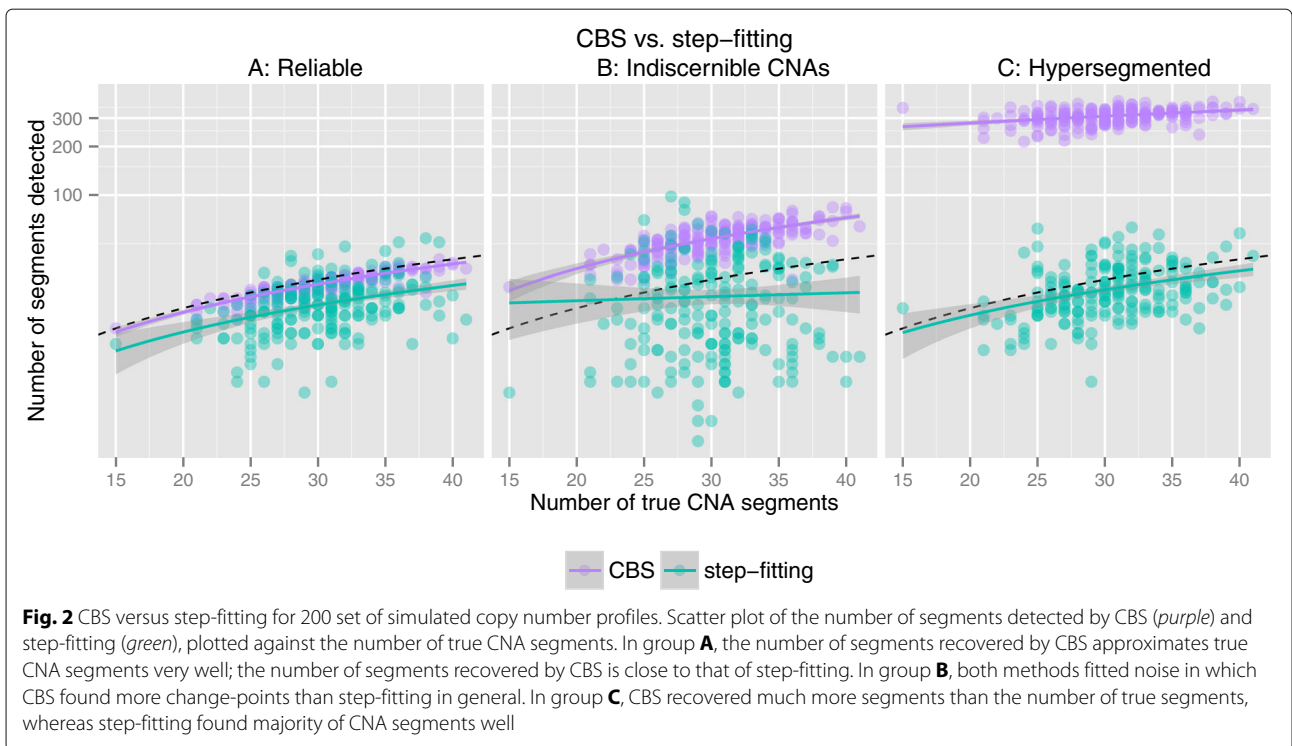 CBS vs. step–fitting
A: Reliable
B: Indiscernible CNAs
C: Hypersegmented
Number of segments detected
300
200
100
15 20 25 30 35 40
15 20 25 30 35 40
15 20 25 30 35 40
Number of true CNA segments
CBS step–fitting
Fig. 2 CBS versus step-fitting for 200 set of simulated copy number profiles. Scatter plot of the number of segments detected by CBS (purple) and
step-fitting (green), plotted against the number of true CNA segments. In group A, the number of segments recovered by CBS approximates true
CNA segments very well; the number of segments recovered by CBS is close to that of step-fitting. In group B, both methods fitted noise in which
CBS found more change-points than step-fitting in general. In group C, CBS recovered much more segments than the number of true segments,
whereas step-fitting found majority of CNA segments well